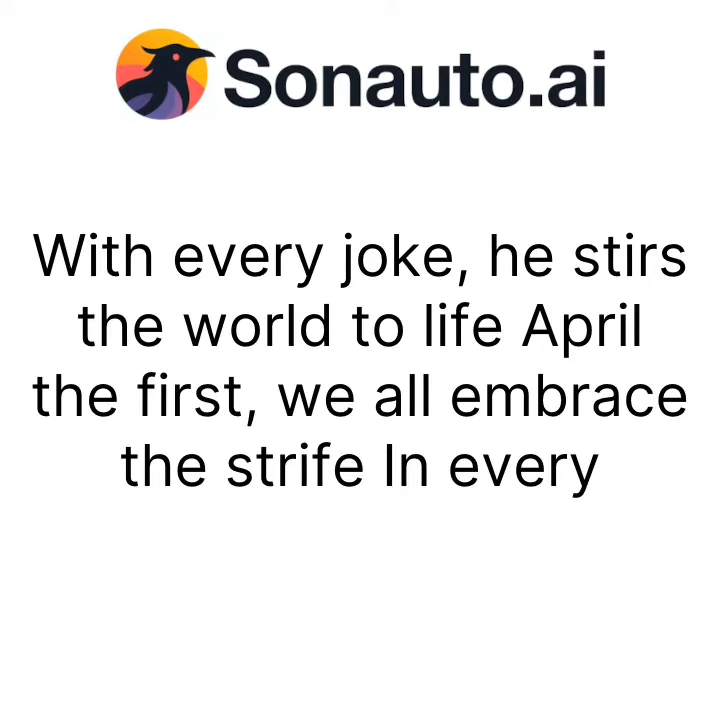 Sonauto.ai
With every joke, he stirs
the world to life April
the first, we all embrace
the strife In every